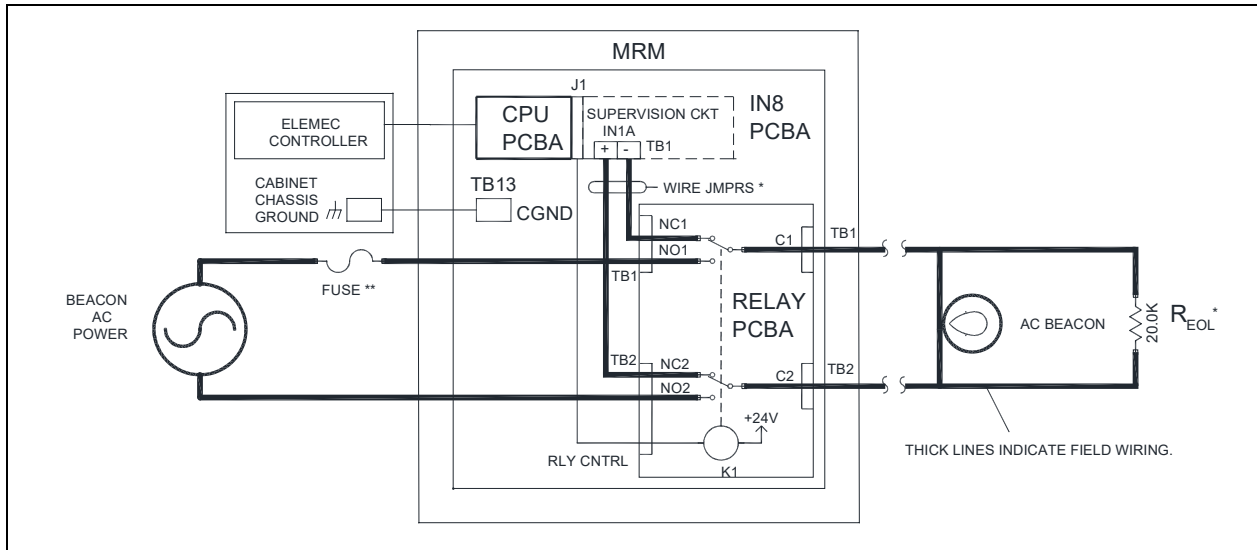 MRM
J1
ELEMEC
CONTROLLER
CPU
PCBA
SUPERVISION CKT
IN1A
+ -
TB1
IN8
PCBA
CABINET
CHASSIS
GROUND
TB13
CGND
WIRE JMPRS *
NC1
NO1
C1
TB1
TB1
FUSE **
BEACON
AC
POWER
RELAY
PCBA
AC BEACON
20.0K
REOL*
TB2
NC2
NO2
C2
TB2
+24V
RLY CNTRL
K1
THICK LINES INDICATE FIELD WIRING.